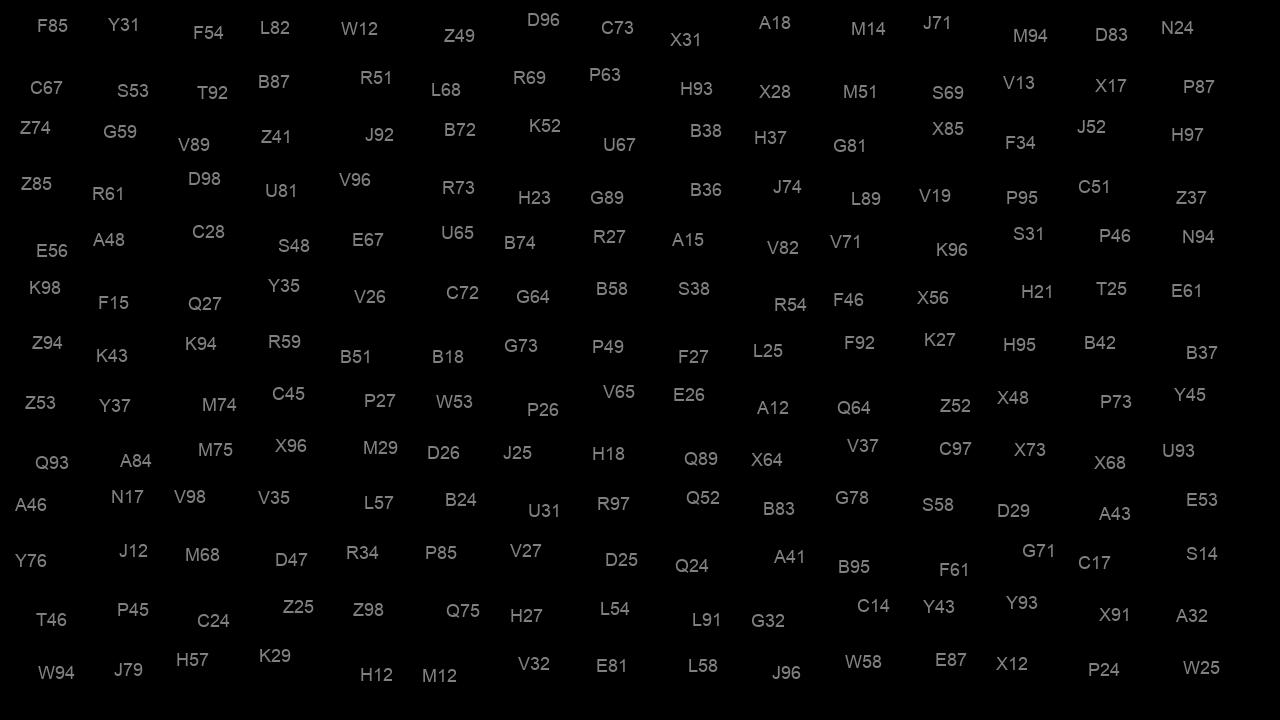 F85 Y31 F54 L82 W12 Z49 D96 C73 X31 A18 M14 J71 M94 D83 N24
C67 S53 T92 B87 R51 L68 R69 P63 H93 X28 M51 S69 V13 X17 P87
Z74 G59 V89 Z41 J92 B72 K52 U67 B38 H37 G81 X85 F34 J52 H97
Z85 R61 D98 U81 V96 R73 H23 G89 B36 J74 L89 V19 P95 C51 Z37
E56 A48 C28 S48 E67 U65 B74 R27 A15 V82 V71 K96 S31 P46 N94
K98 F15 Q27 Y35 V26 C72 G64 B58 S38 R54 F46 X56 H21 T25 E61
Z94 K43 K94 R59 B51 B18 G73 P49 F27 L25 F92 K27 H95 B42 B37
Z53 Y37 M74 C45 P27 W53 P26 V65 E26 A12 Q64 Z52 X48 P73 Y45
Q93 A84 M75 X96 M29 D26 J25 H18 Q89 X64 V37 C97 X73 X68 U93
A46 N17 V98 V35 L57 B24 U31 R97 Q52 B83 G78 S58 D29 A43 E53
Y76 J12 M68 D47 R34 P85 V27 D25 Q24 A41 B95 F61 G71 C17 S14
T46 P45 C24 Z25 Z98 Q75 H27 L54 L91 G32 C14 Y43 Y93 X91 A32
W94 J79 H57 K29 H12 M12 V32 E81 L58 J96 W58 E87 X12 P24 W25